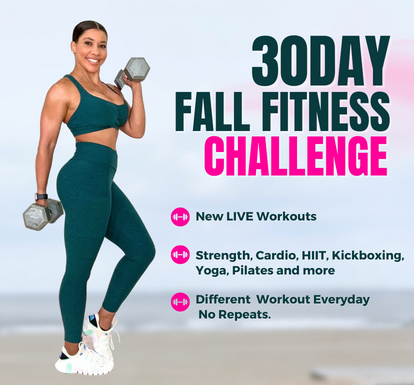 30DAY
FALL FITNESS
CHALLENGE
New LIVE Workouts
Strength, Cardio, HIIT, Kickboxing,
Yoga, Pilates and more
Different Workout Everyday
No Repeats.